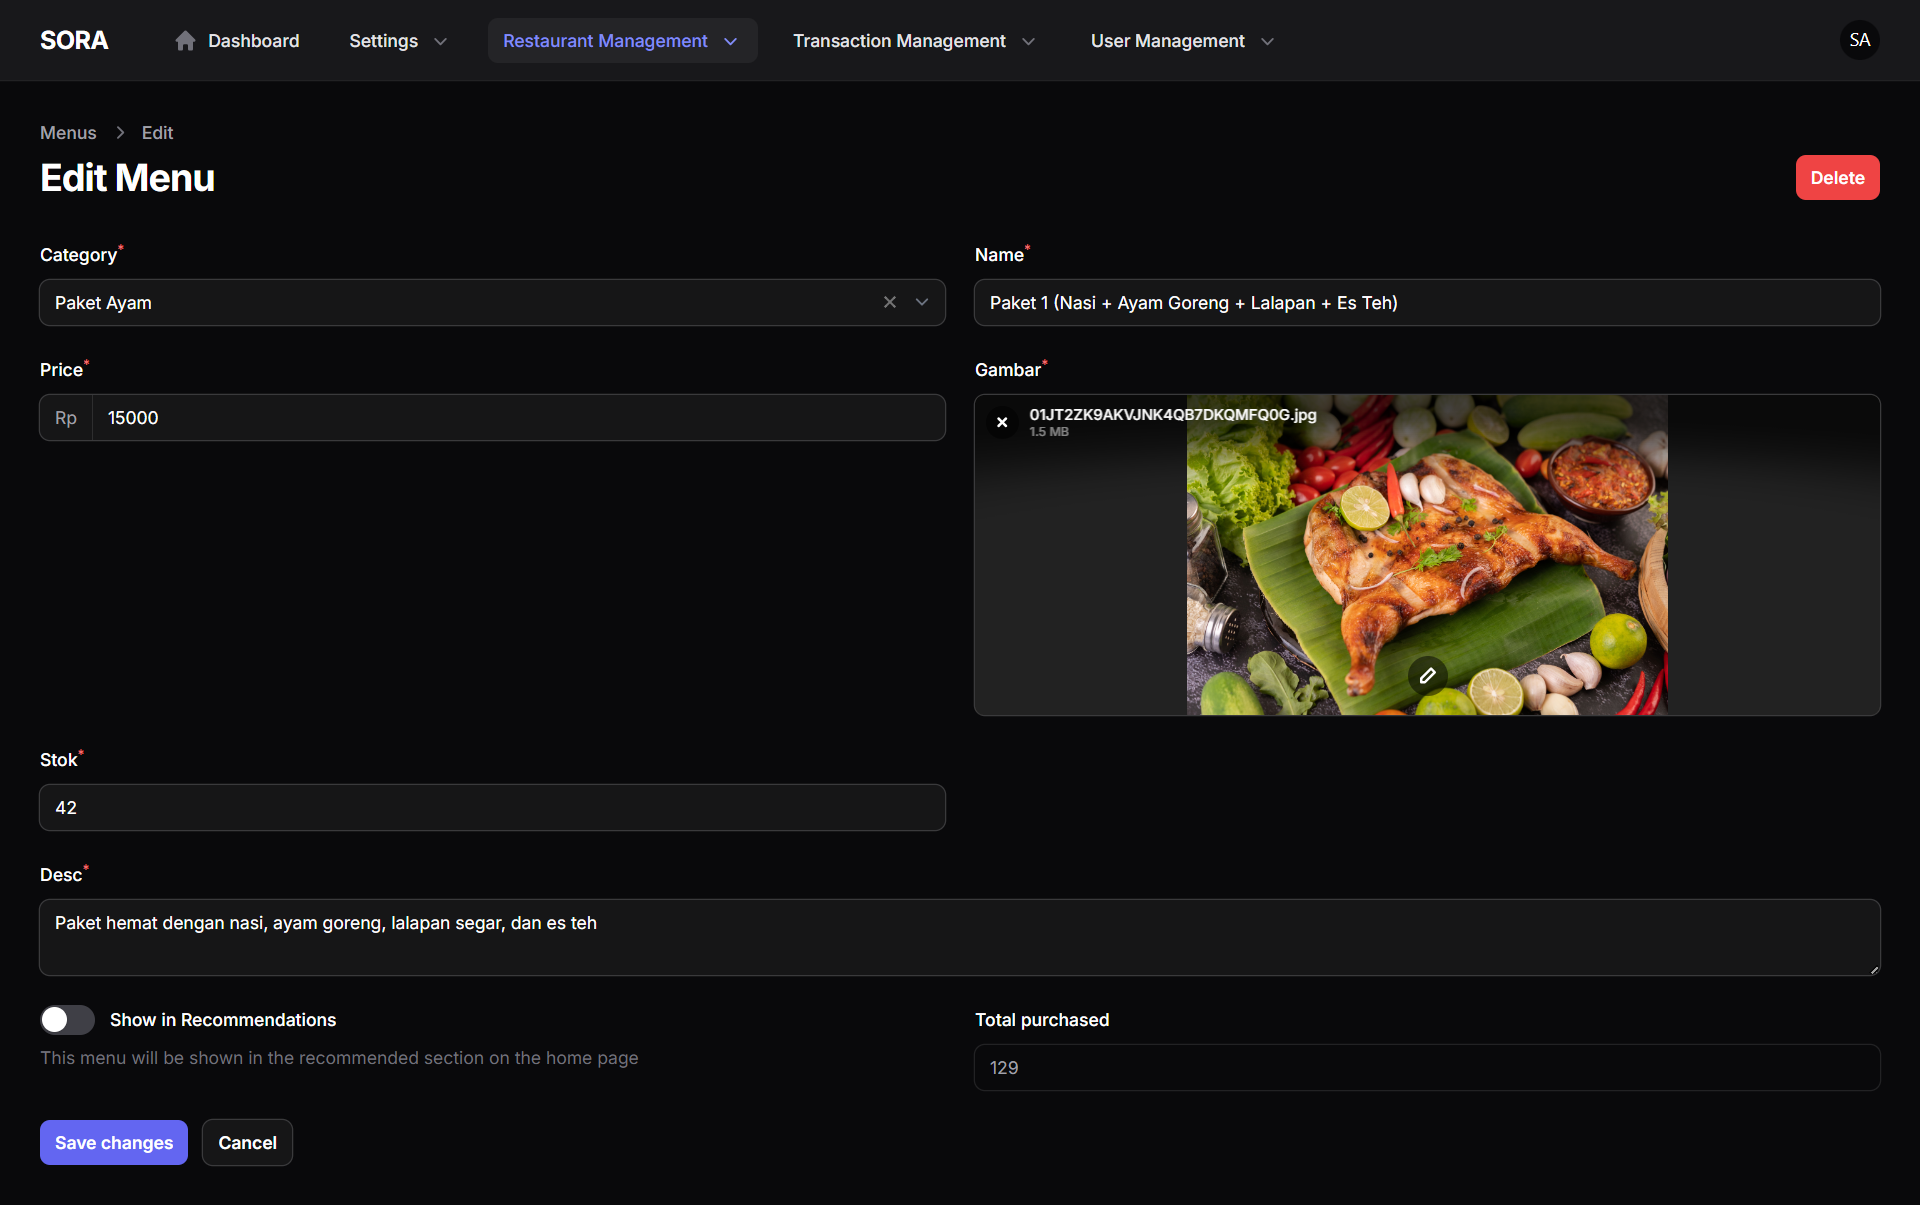 SORA
Dashboard
Settings
Restaurant Management
Transaction Management
User Management
SA
Menus > Edit
Edit Menu
Delete
Category*
Paket Ayam
Name*
Paket 1 (Nasi + Ayam Goreng + Lalapan + Es Teh)
Price*
Rp 15000
Gambar*
01JT2ZK9AKVJNK4QB7DKQMFQ0G.jpg
1.5 MB
Stok*
42
Desc*
Paket hemat dengan nasi, ayam goreng, lalapan segar, dan es teh
Show in Recommendations
This menu will be shown in the recommended section on the home page
Total purchased
129
Save changes
Cancel